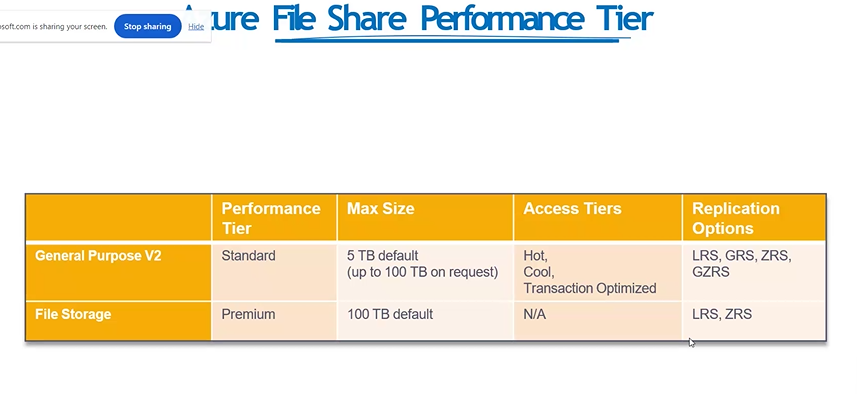 Azure File Share Performance Tier
soft.com is sharing your screen. Stop sharing Hide
Performance Tier Max Size Access Tiers Replication Options
General Purpose V2 Standard 5 TB default (up to 100 TB on request) Hot, Cool, Transaction Optimized LRS, GRS, ZRS, GZRS
File Storage Premium 100 TB default N/A LRS, ZRS